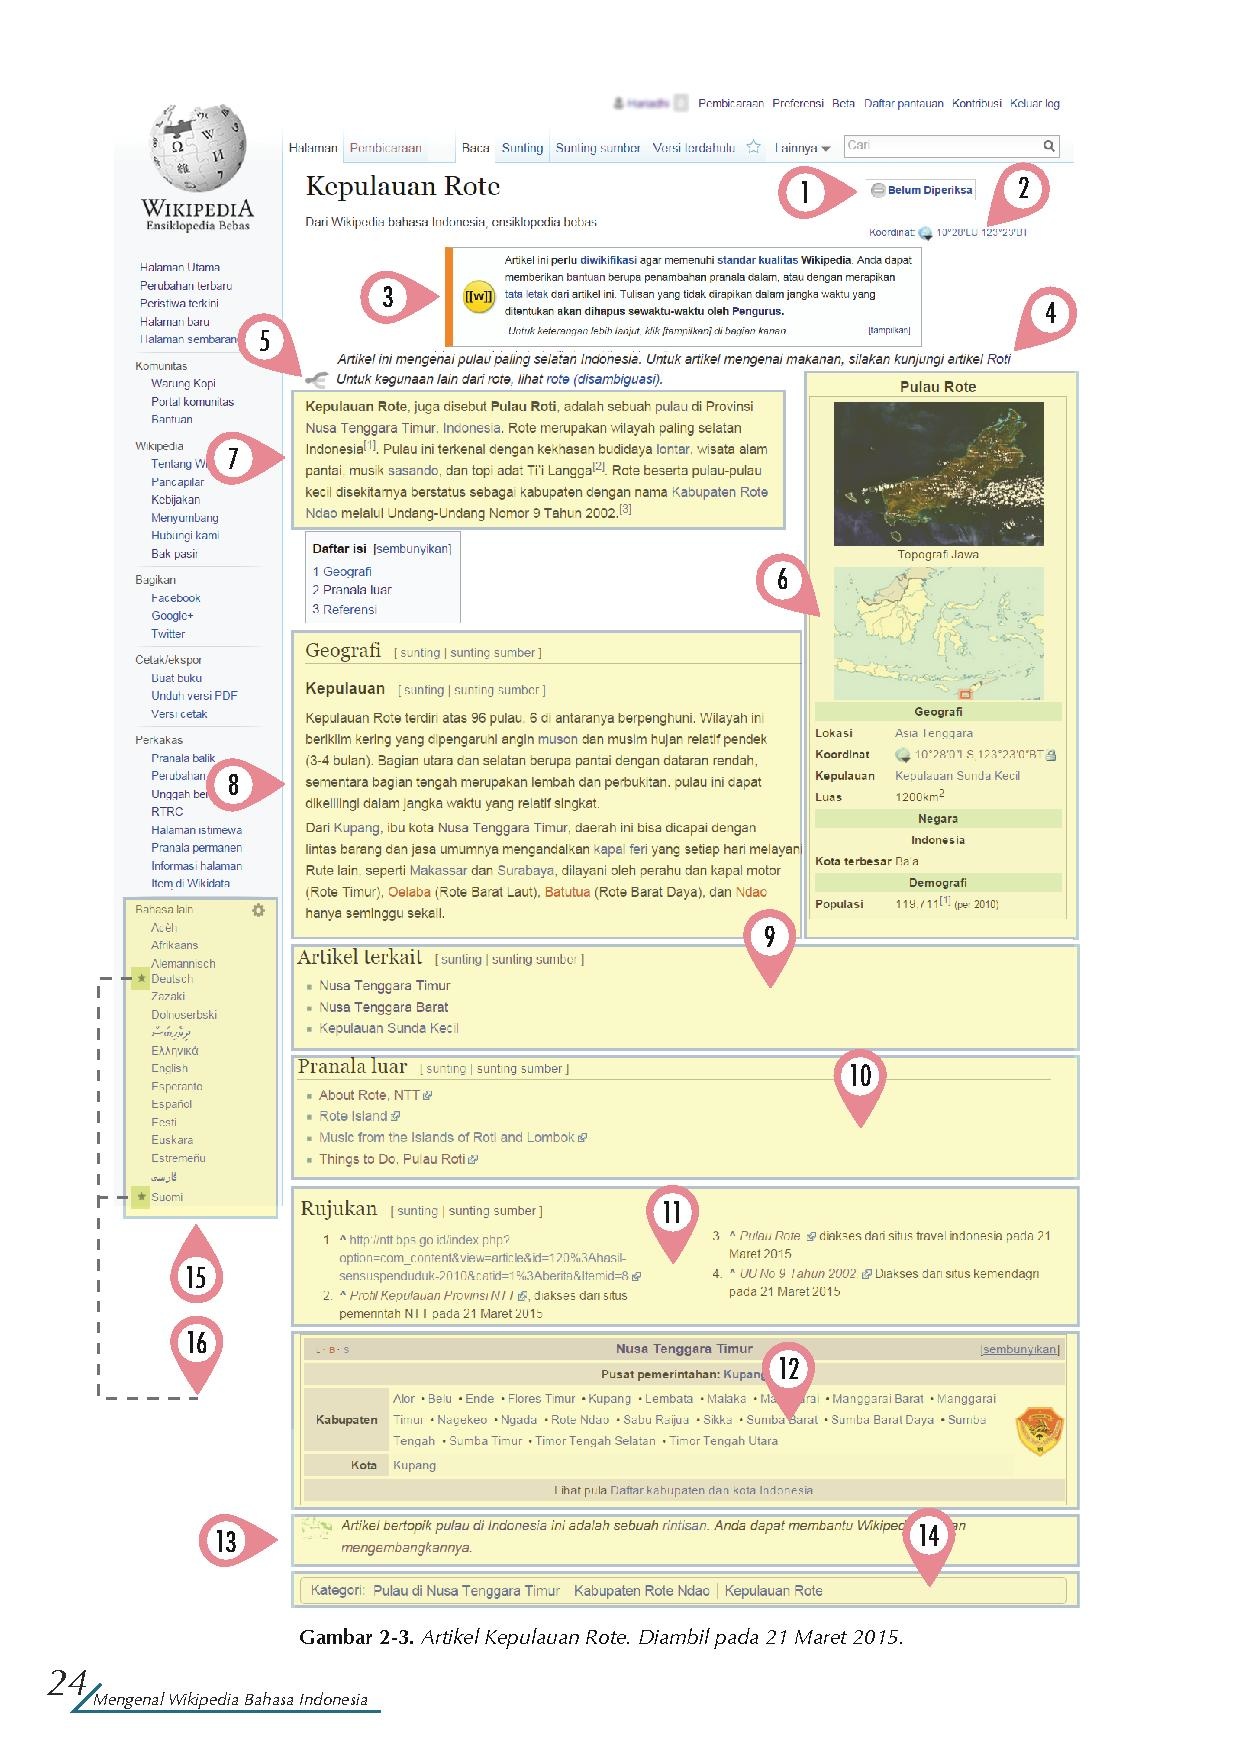 Pembicaraan Preferensi Beta Daftar pantauan Kontribusi Keluar log
Halaman Pembicaraan Baca Sunting Sunting sumber Versi terdahulu Lainnya Cari
WIKIPEDIA
Ensiklopedia Bebas
Halaman Utama
Perubahan terbaru
Peristiwa terkini
Halaman baru
Halaman sembarang
Komunitas
Warung Kopi
Portal komunitas
Bantuan
Wikipedia
Tentang
Pancapilar
Kebijakan
Menyumbang
Hubungi kami
Bak pasir
Bagikan
Facebook
Google+
Twitter
Cetak/ekspor
Buat buku
Unduh versi PDF
Versi cetak
Perkakas
Pranala balik
Perubahan
Unggah
RTRC
Halaman istimewa
Pranala permanen
Informasi halaman
Item di Wikidata
Bahasa lain
Acèh
Afrikaans
Alemannisch
Deutsch
Zazaki
Dolnoserbski
Ελληνικά
English
Esperanto
Español
Eesti
Euskara
Estremeñu
فارسی
Suomi
15
16
Kepulauan Rote
1
Belum Diperiksa
2
Dari Wikipedia bahasa Indonesia, ensiklopedia bebas
Koordinat: 10°28'LU 123°23'BT
3
[[w]]
Artikel ini perlu diwikifikasi agar memenuhi standar kualitas Wikipedia. Anda dapat
memberikan bantuan berupa penambahan pranala dalam, atau dengan merapikan
tata letak dari artikel ini. Tulisan yang tidak dirapikan dalam jangka waktu yang
ditentukan akan dihapus sewaktu-waktu oleh Pengurus.
Untuk keterangan lebih lanjut, klik [tampilkan] di bagian kanan. [tampilkan]
4
5
Artikel ini mengenai pulau paling selatan Indonesia. Untuk artikel mengenai makanan, silakan kunjungi artikel Roti
Untuk kegunaan lain dari rote, lihat rote (disambiguasi).
7
Kepulauan Rote, juga disebut Pulau Roti, adalah sebuah pulau di Provinsi
Nusa Tenggara Timur, Indonesia. Rote merupakan wilayah paling selatan
Indonesia[1]. Pulau ini terkenal dengan kekhasan budidaya lontar, wisata alam
pantai, musik sasando, dan topi adat Ti'i Langga[2]. Rote beserta pulau-pulau
kecil disekitarnya berstatus sebagai kabupaten dengan nama Kabupaten Rote
Ndao melalui Undang-Undang Nomor 9 Tahun 2002.[3]
Daftar isi [sembunyikan]
1 Geografi
2 Pranala luar
3 Referensi
6
Pulau Rote
Topografi Jawa
Geografi
Lokasi Asia Tenggara
Koordinat 10°28'0"LS,123°23'0"BT
Kepulauan Kepulauan Sunda Kecil
Luas 1200km2
Negara
Indonesia
Kota terbesar Ba'a
Demografi
Populasi 119.711[1] (per 2010)
8
Geografi [ sunting | sunting sumber ]
Kepulauan [ sunting | sunting sumber ]
Kepulauan Rote terdiri atas 96 pulau, 6 di antaranya berpenghuni. Wilayah ini
beriklim kering yang dipengaruhi angin muson dan musim hujan relatif pendek
(3-4 bulan). Bagian utara dan selatan berupa pantai dengan dataran rendah,
sementara bagian tengah merupakan lembah dan perbukitan. pulau ini dapat
dikelilingi dalam jangka waktu yang relatif singkat.
Dari Kupang, ibu kota Nusa Tenggara Timur, daerah ini bisa dicapai dengan
lintas barang dan jasa umumnya mengandalkan kapal feri yang setiap hari melayani
Rute lain, seperti Makassar dan Surabaya, dilayani oleh perahu dan kapal motor
(Rote Timur), Oelaba (Rote Barat Laut), Batutua (Rote Barat Daya), dan Ndao
hanya seminggu sekali.
9
Artikel terkait [ sunting | sunting sumber ]
Nusa Tenggara Timur
Nusa Tenggara Barat
Kepulauan Sunda Kecil
10
Pranala luar [ sunting | sunting sumber ]
About Rote, NTT
Rote Island
Music from the Islands of Roti and Lombok
Things to Do, Pulau Roti
11
Rujukan [ sunting | sunting sumber ]
1. ^ http://ntt.bps.go.id/index.php?
option=com_content&view=article&id=120%3Ahasil-
sensuspenduduk-2010&catid=1%3Aberita&Itemid=8
2. ^ Profil Kepulauan Provinsi NTT, diakses dari situs
pemerintah NTT pada 21 Maret 2015
3. ^ Pulau Rote diakses dari situs travel indonesia pada 21
Maret 2015
4. ^ UU No 9 Tahun 2002. Diakses dari situs kemendagri
pada 21 Maret 2015
12
L · B · S Nusa Tenggara Timur [sembunyikan]
Pusat pemerintahan: Kupang
Kabupaten
Alor • Belu • Ende • Flores Timur • Kupang • Lembata • Malaka • Manggarai • Manggarai Barat • Manggarai
Timur • Nagekeo • Ngada • Rote Ndao • Sabu Raijua • Sikka • Sumba Barat • Sumba Barat Daya • Sumba
Tengah • Sumba Timur • Timor Tengah Selatan • Timor Tengah Utara
Kota Kupang
Lihat pula Daftar kabupaten dan kota Indonesia
13
14
Artikel bertopik pulau di Indonesia ini adalah sebuah rintisan. Anda dapat membantu
mengembangkannya.
Kategori: Pulau di Nusa Tenggara Timur Kabupaten Rote Ndao | Kepulauan Rote
Gambar 2-3. Artikel Kepulauan Rote. Diambil pada 21 Maret 2015.
24 Mengenal Wikipedia Bahasa Indonesia